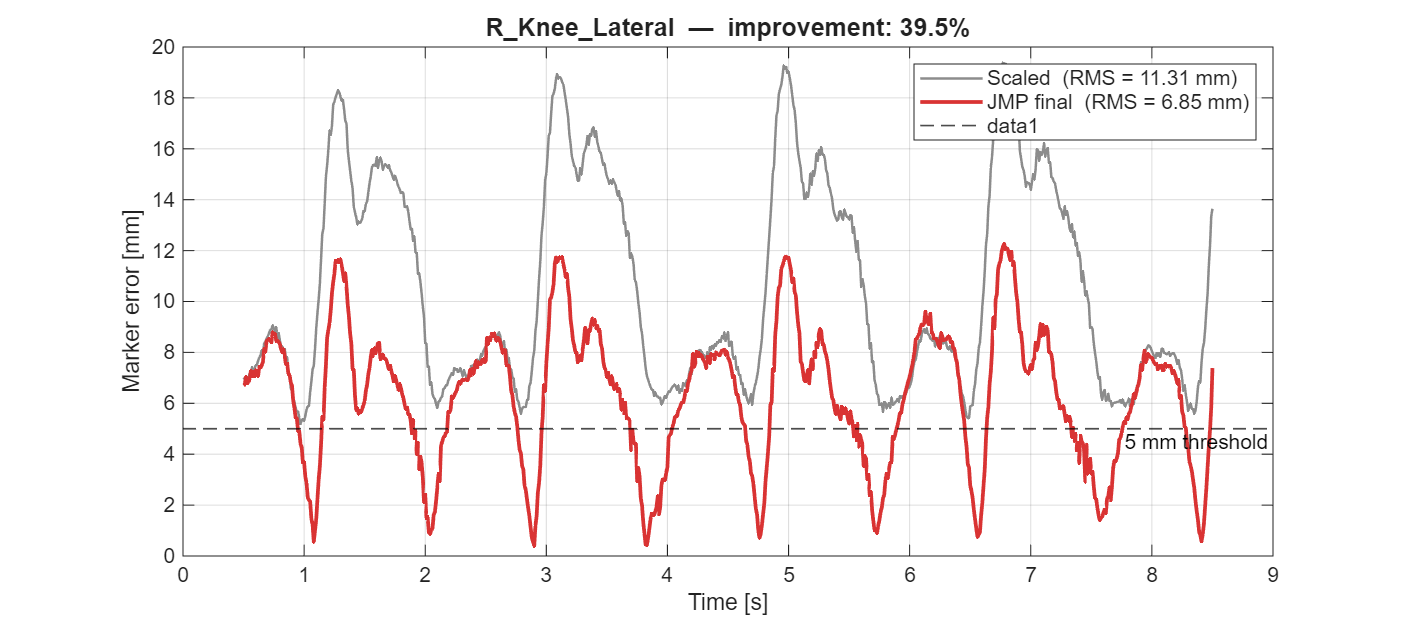 R_Knee_Lateral — improvement: 39.5%
20
18
16
14
12
10
8
6
4
2
0
Marker error [mm]
Scaled (RMS = 11.31 mm)
JMP final (RMS = 6.85 mm)
data1
5 mm threshold
0 1 2 3 4 5 6 7 8 9
Time [s]